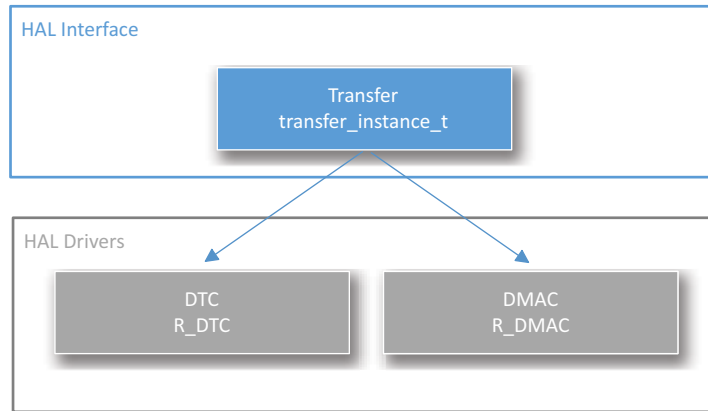 HAL Interface
Transfer
transfer_instance_t
HAL Drivers
DTC
R_DTC
DMAC
R_DMAC